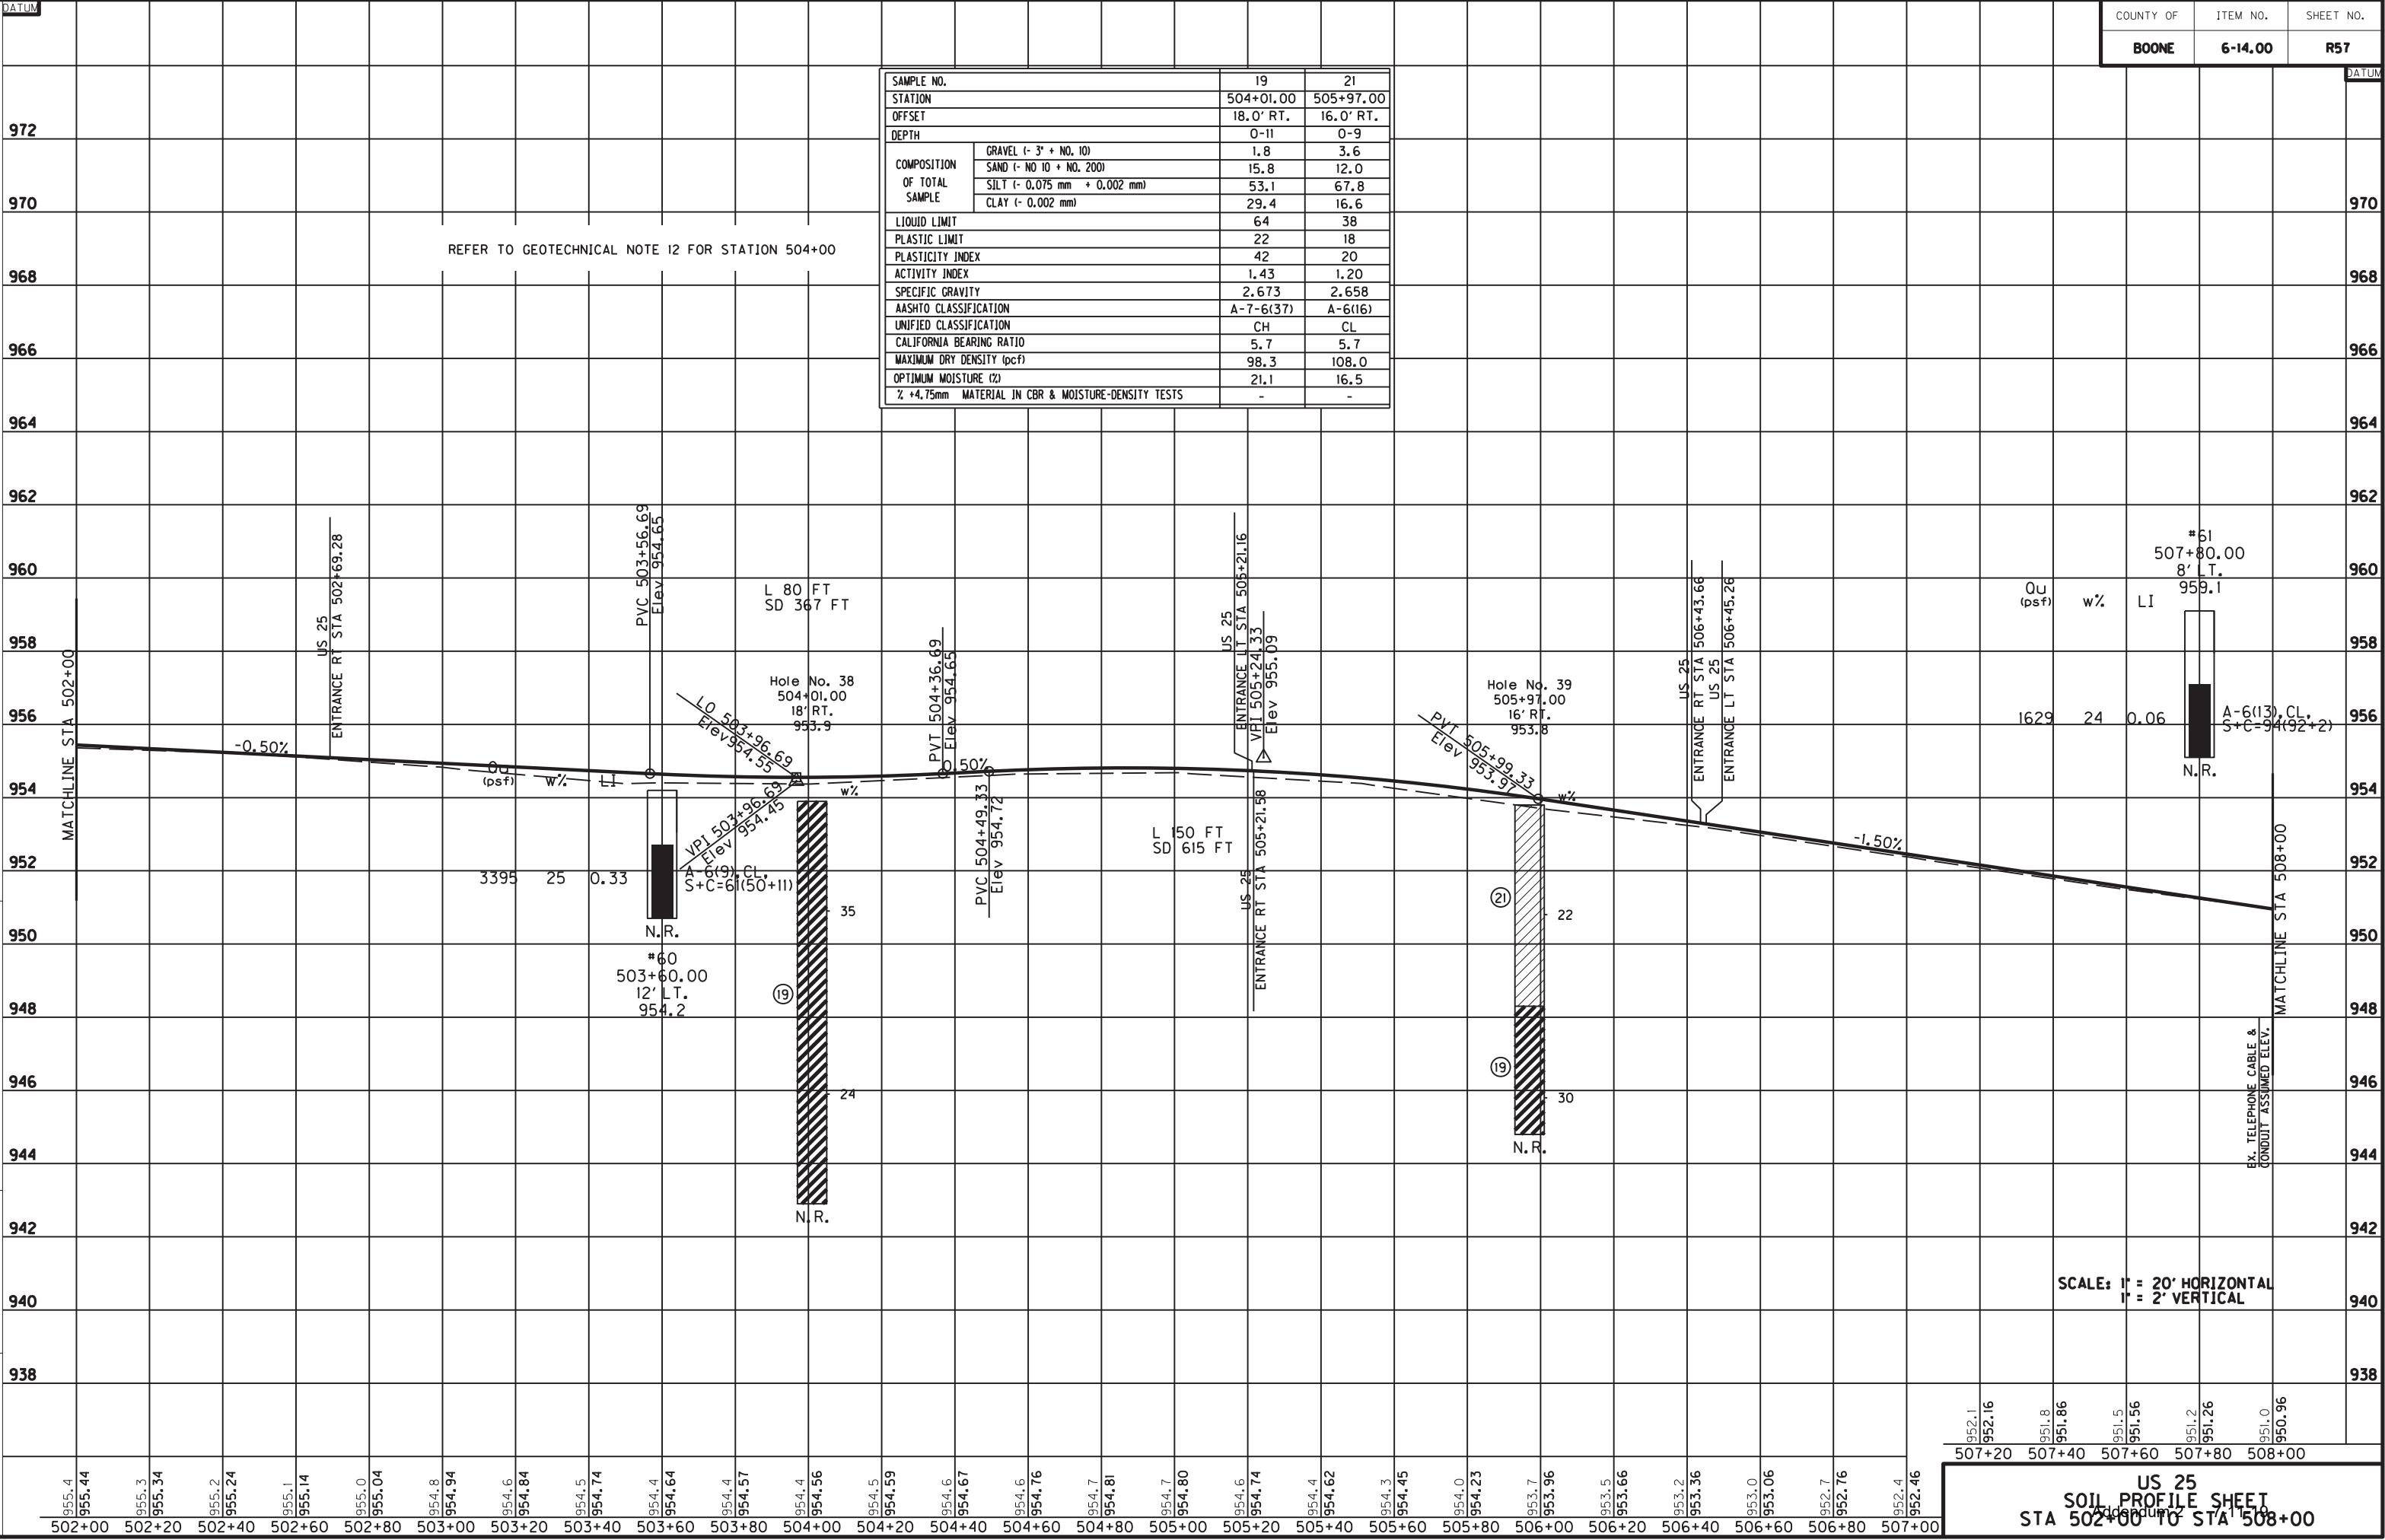 DATUM
COUNTY OF ITEM NO. SHEET NO.
BOONE 6-14.00 R57
DATUM
SAMPLE NO. 19 21
STATION 504+01.00 505+97.00
OFFSET 18.0' RT. 16.0' RT.
DEPTH 0-11 0-9
COMPOSITION OF TOTAL SAMPLE
GRAVEL (- 3" + NO. 10) 1.8 3.6
SAND (- NO 10 + NO. 200) 15.8 12.0
SILT (- 0.075 mm + 0.002 mm) 53.1 67.8
CLAY (- 0.002 mm) 29.4 16.6
LIQUID LIMIT 64 38
PLASTIC LIMIT 22 18
PLASTICITY INDEX 42 20
ACTIVITY INDEX 1.43 1.20
SPECIFIC GRAVITY 2.673 2.658
AASHTO CLASSIFICATION A-7-6(37) A-6(16)
UNIFIED CLASSIFICATION CH CL
CALIFORNIA BEARING RATIO 5.7 5.7
MAXIMUM DRY DENSITY (pcf) 98.3 108.0
OPTIMUM MOISTURE (%) 21.1 16.5
% +4.75mm MATERIAL IN CBR & MOISTURE-DENSITY TESTS - -
REFER TO GEOTECHNICAL NOTE 12 FOR STATION 504+00
972
970 970
968 968
966 966
964 964
962 962
960 960
958 958
956 956
954 954
952 952
950 950
948 948
946 946
944 944
942 942
940 940
938 938
MATCHLINE STA 502+00
-0.50%
US 25
ENTRANCE RT STA 502+69.28
PVC 503+56.69
Elev 954.65
L 80 FT
SD 367 FT
LO 503+96.69
Elev 954.55
VPI 503+96.69
Elev 954.45
Qu
(psf) w% LI
3395 25 0.33
A-6(9), CL,
S+C=61(50+11)
N.R.
#60
503+60.00
12' LT.
954.2
Hole No. 38
504+01.00
18' RT.
953.9
w%
35
19
24
N.R.
PVT 504+36.69
Elev 954.65
0.50%
PVC 504+49.33
Elev 954.72
L 150 FT
SD 615 FT
US 25
ENTRANCE LT STA 505+21.16
VPI 505+24.33
Elev 955.09
US 25
ENTRANCE RT STA 505+21.58
PVT 505+99.33
Elev 953.97
Hole No. 39
505+97.00
16' RT.
953.8
w%
21
22
19
30
N.R.
US 25
ENTRANCE RT STA 506+43.66
US 25
ENTRANCE LT STA 506+45.26
-1.50%
#61
507+80.00
8' LT.
959.1
Qu
(psf) w% LI
1629 24 0.06
A-6(13), CL,
S+C=94(92+2)
N.R.
MATCHLINE STA 508+00
EX. TELEPHONE CABLE &
CONDUIT ASSUMED ELEV.
SCALE: 1" = 20' HORIZONTAL
1" = 2' VERTICAL
952.1 951.8 951.5 951.2 951.0
952.16 951.86 951.56 951.26 950.96
507+20 507+40 507+60 507+80 508+00
955.4 955.3 955.2 955.1 955.0 954.8 954.6 954.5 954.4 954.4 954.4 954.5 954.6 954.6 954.7 954.7 954.6 954.4 954.3 954.0 953.7 953.5 953.2 953.0 952.7 952.4
955.44 955.34 955.24 955.14 955.04 954.94 954.84 954.74 954.64 954.57 954.56 954.59 954.67 954.76 954.81 954.80 954.74 954.62 954.45 954.23 953.96 953.66 953.36 953.06 952.76 952.46
502+00 502+20 502+40 502+60 502+80 503+00 503+20 503+40 503+60 503+80 504+00 504+20 504+40 504+60 504+80 505+00 505+20 505+40 505+60 505+80 506+00 506+20 506+40 506+60 506+80 507+00
US 25
SOIL PROFILE SHEET
STA 502+00 TO STA 508+00
Addendum 2